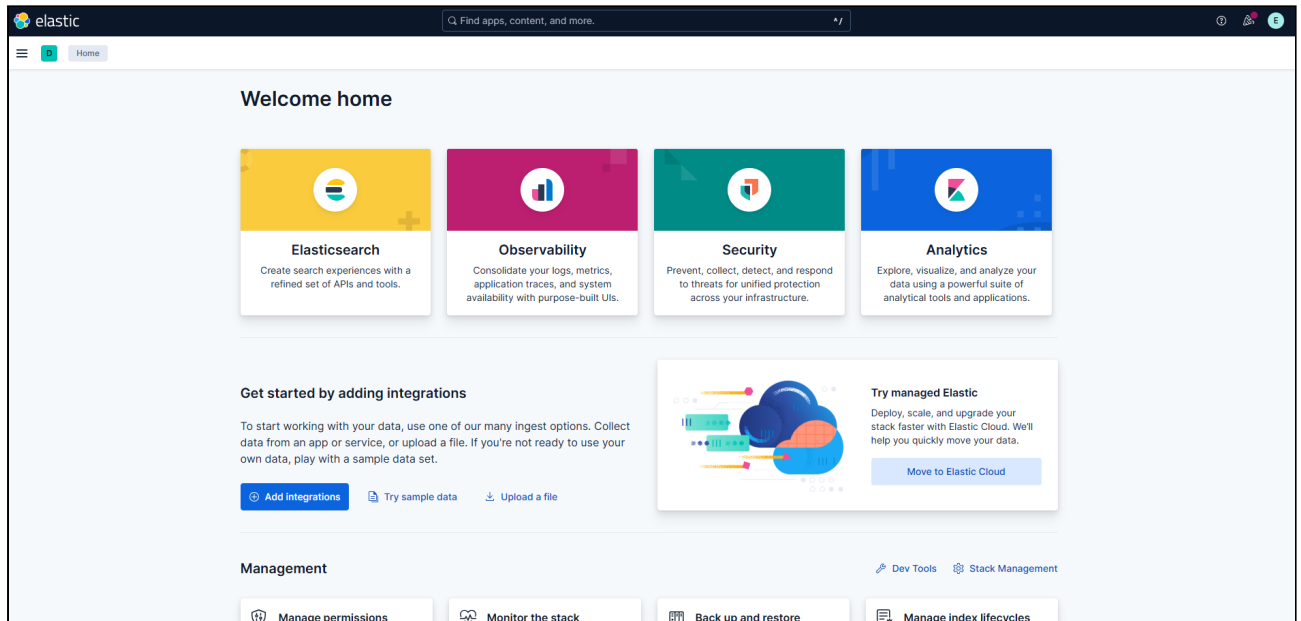 elastic
Find apps, content, and more.
^/
E
D
Home
Welcome home
Elasticsearch
Create search experiences with a
refined set of APIs and tools.
Observability
Consolidate your logs, metrics,
application traces, and system
availability with purpose-built UIs.
Security
Prevent, collect, detect, and respond
to threats for unified protection
across your infrastructure.
Analytics
Explore, visualize, and analyze your
data using a powerful suite of
analytical tools and applications.
Get started by adding integrations
To start working with your data, use one of our many ingest options. Collect
data from an app or service, or upload a file. If you're not ready to use your
own data, play with a sample data set.
Add integrations
Try sample data
Upload a file
Try managed Elastic
Deploy, scale, and upgrade your
stack faster with Elastic Cloud. We'll
help you quickly move your data.
Move to Elastic Cloud
Management
Dev Tools
Stack Management
Manage permissions
Monitor the stack
Back up and restore
Manage index lifecycles